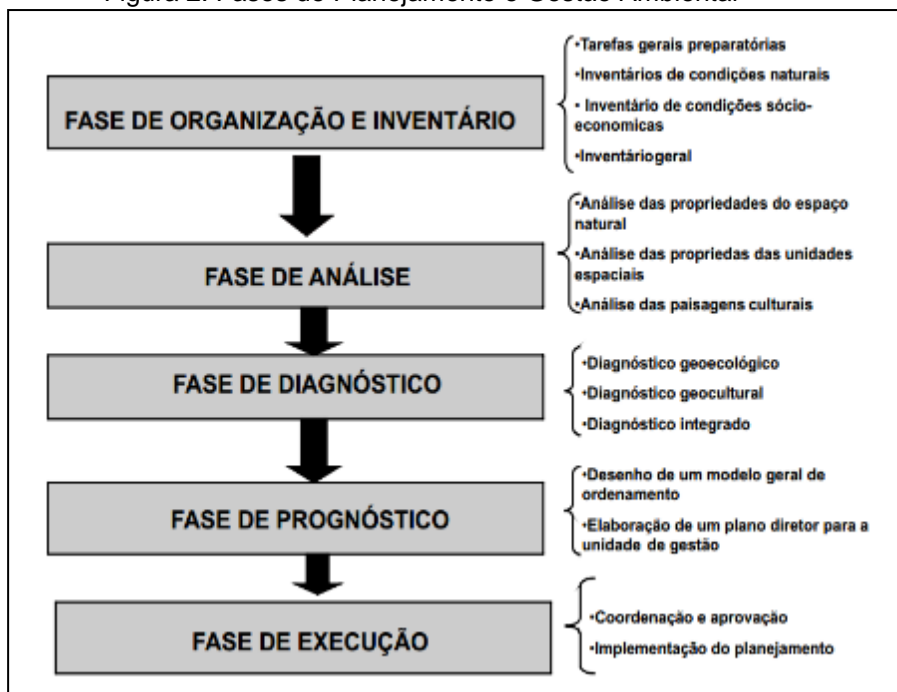 Figura 2. Fases do Planejamento e Gestão Ambiental
FASE DE ORGANIZAÇÃO E INVENTÁRIO
•Tarefas gerais preparatórias
•Inventários de condições naturais
• Inventário de condições sócio-
economicas
•Inventáriogeral
FASE DE ANÁLISE
•Análise das propriedades do espaço
natural
•Análise das propriedas das unidades
espaciais
•Análise das paisagens culturais
FASE DE DIAGNÓSTICO
•Diagnóstico geoecológico
•Diagnóstico geocultural
•Diagnóstico integrado
FASE DE PROGNÓSTICO
•Desenho de um modelo geral de
ordenamento
•Elaboração de um plano diretor para a
unidade de gestão
FASE DE EXECUÇÃO
•Coordenação e aprovação
•Implementação do planejamento